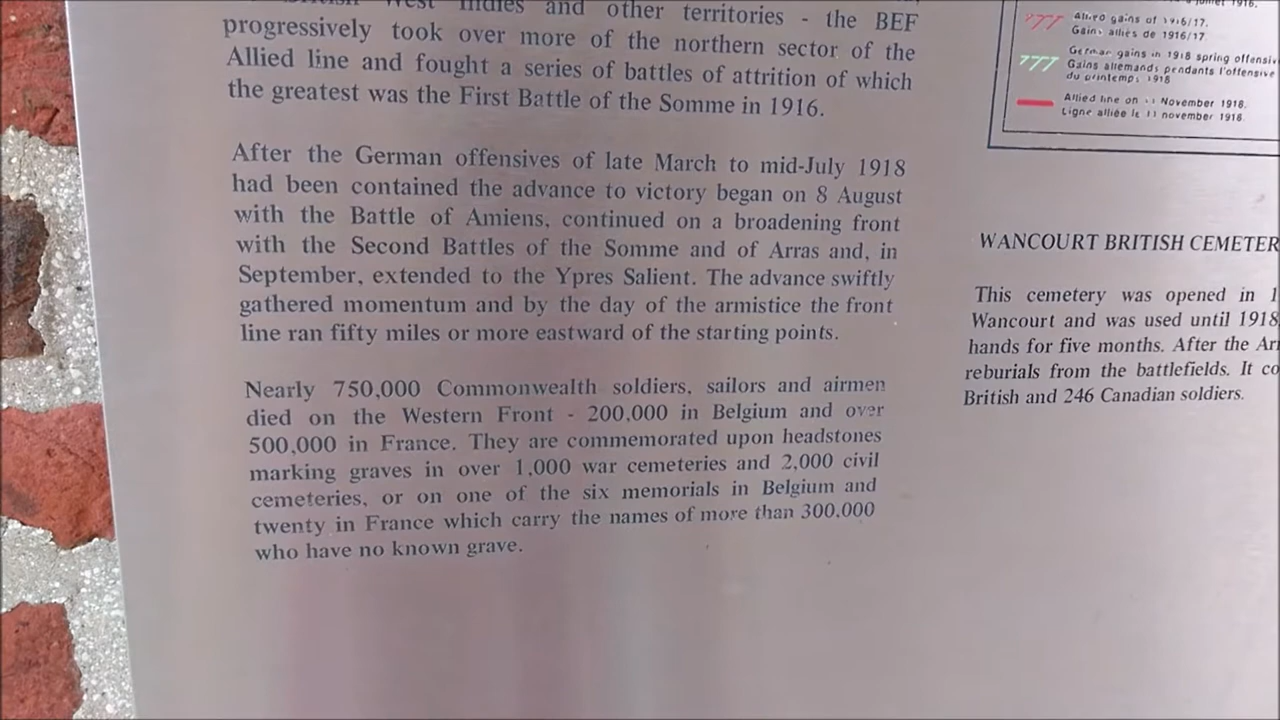 West Indies and other territories - the BEF
progressively took over more of the northern sector of the
Allied line and fought a series of battles of attrition of which
the greatest was the First Battle of the Somme in 1916.
After the German offensives of late March to mid-July 1918
had been contained the advance to victory began on 8 August
with the Battle of Amiens, continued on a broadening front
with the Second Battles of the Somme and of Arras and, in
September, extended to the Ypres Salient. The advance swiftly
gathered momentum and by the day of the armistice the front
line ran fifty miles or more eastward of the starting points.
Nearly 750,000 Commonwealth soldiers, sailors and airmen
died on the Western Front - 200,000 in Belgium and over
500,000 in France. They are commemorated upon headstones
marking graves in over 1,000 war cemeteries and 2,000 civil
cemeteries, or on one of the six memorials in Belgium and
twenty in France which carry the names of more than 300,000
who have no known grave.
1916.
Allied gains of 1916/17.
Gains alliés de 1916/17
German gains in 1918 spring
Gains allemands pendants l'offensive
du printemps 1918
Allied line on 11 November 1918.
Ligne alliée le 11 november 1918.
WANCOURT BRITISH
This cemetery was opened in
Wancourt and was used until 1918
hands for five months. After the
reburials from the battlefields. It
British and 246 Canadian soldiers.